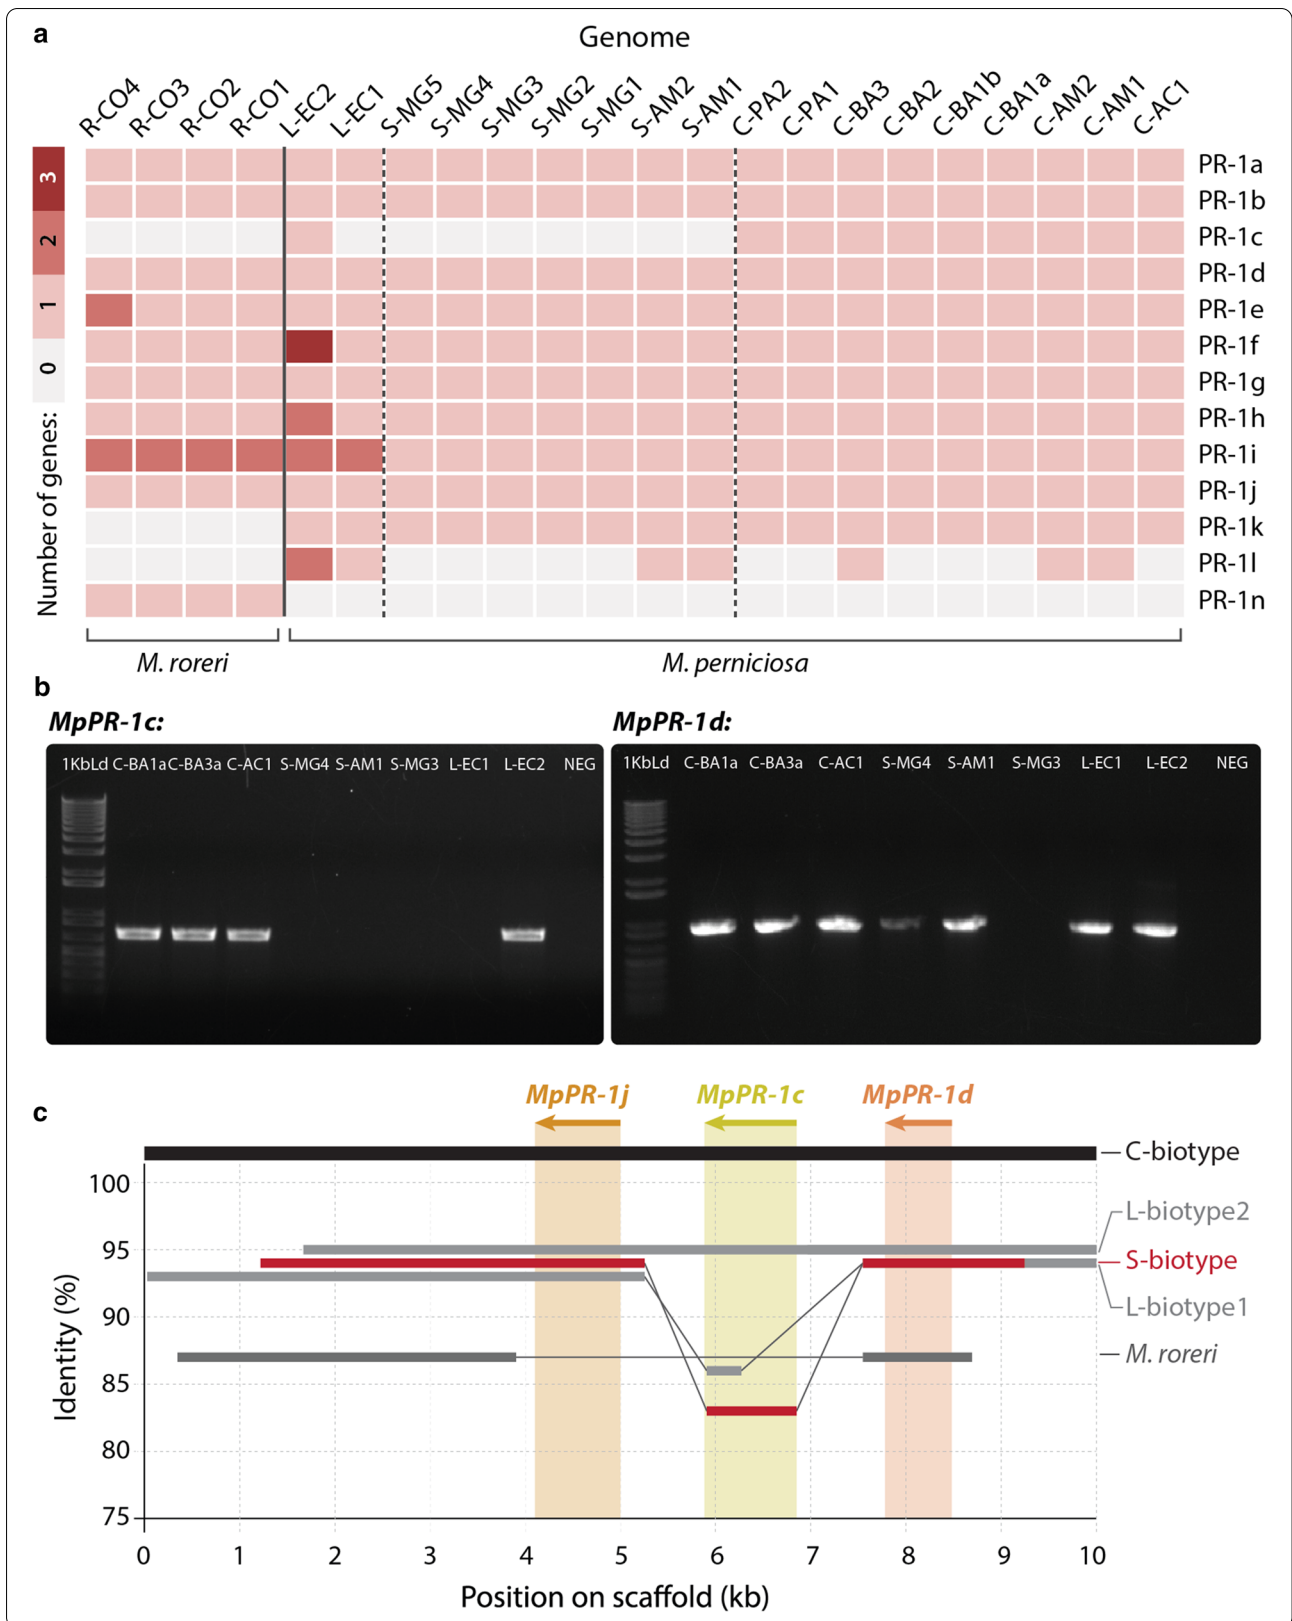 a
Genome
R-CO4 R-CO3 R-CO2 R-CO1 L-EC2 L-EC1 S-MG5 S-MG4 S-MG3 S-MG2 S-MG1 S-AM2 S-AM1 C-PA2 C-PA1 C-BA3 C-BA2 C-BA1b C-BA1a C-AM2 C-AM1 C-AC1
Number of genes: 0 1 2 3
PR-1a
PR-1b
PR-1c
PR-1d
PR-1e
PR-1f
PR-1g
PR-1h
PR-1i
PR-1j
PR-1k
PR-1l
PR-1n
M. roreri M. perniciosa
b
MpPR-1c: MpPR-1d:
1KbLd C-BA1a C-BA3a C-AC1 S-MG4 S-AM1 S-MG3 L-EC1 L-EC2 NEG
1KbLd C-BA1a C-BA3a C-AC1 S-MG4 S-AM1 S-MG3 L-EC1 L-EC2 NEG
c
MpPR-1j MpPR-1c MpPR-1d
C-biotype
L-biotype2
S-biotype
L-biotype1
M. roreri
Identity (%)
100
95
90
85
80
75
0 1 2 3 4 5 6 7 8 9 10
Position on scaffold (kb)